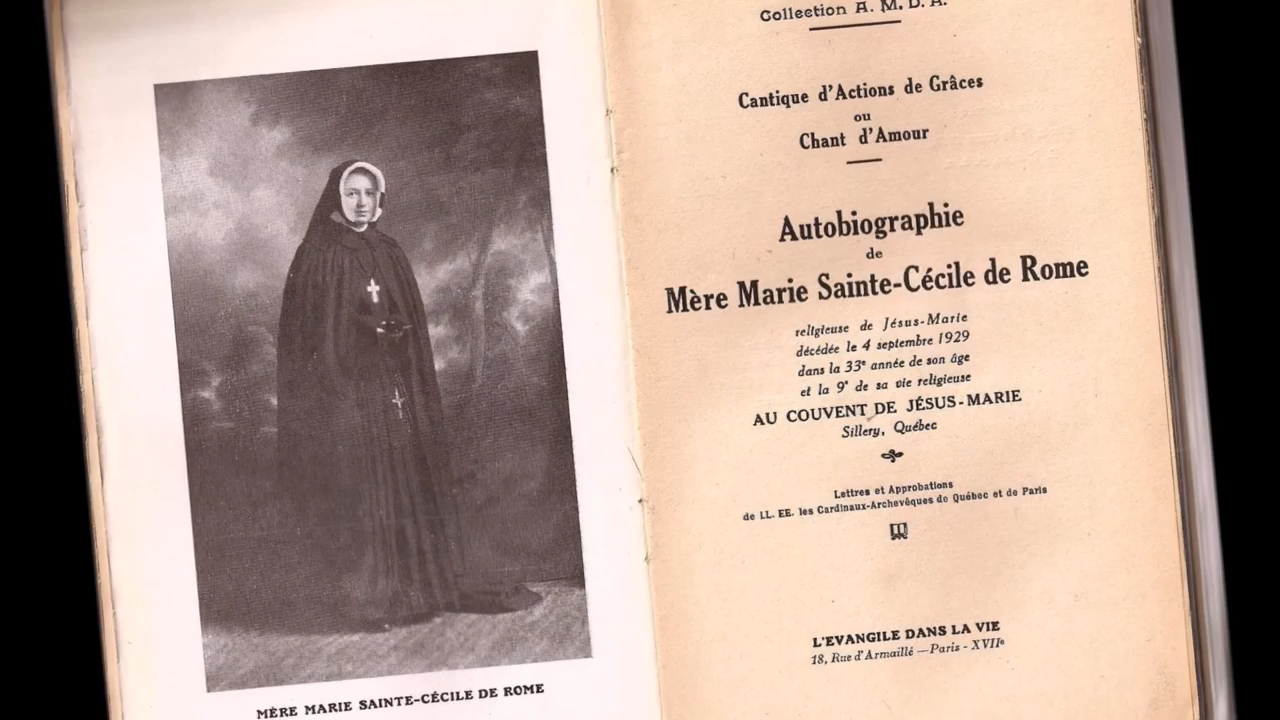 MÈRE MARIE SAINTE-CÉCILE DE ROME
Collection A. M. D. A.
Cantique d'Actions de Grâces
ou
Chant d'Amour
Autobiographie
de
Mère Marie Sainte-Cécile de Rome
religieuse de Jésus-Marie
décédée le 4 septembre 1929
dans la 33e année de son âge
et la 9e de sa vie religieuse
AU COUVENT DE JÉSUS-MARIE
Sillery, Québec
Lettres et Approbations
de LL. EE. les Cardinaux-Archevêques de Québec et de Paris
L'EVANGILE DANS LA VIE
18, Rue d'Armaillé — Paris - XVIIe